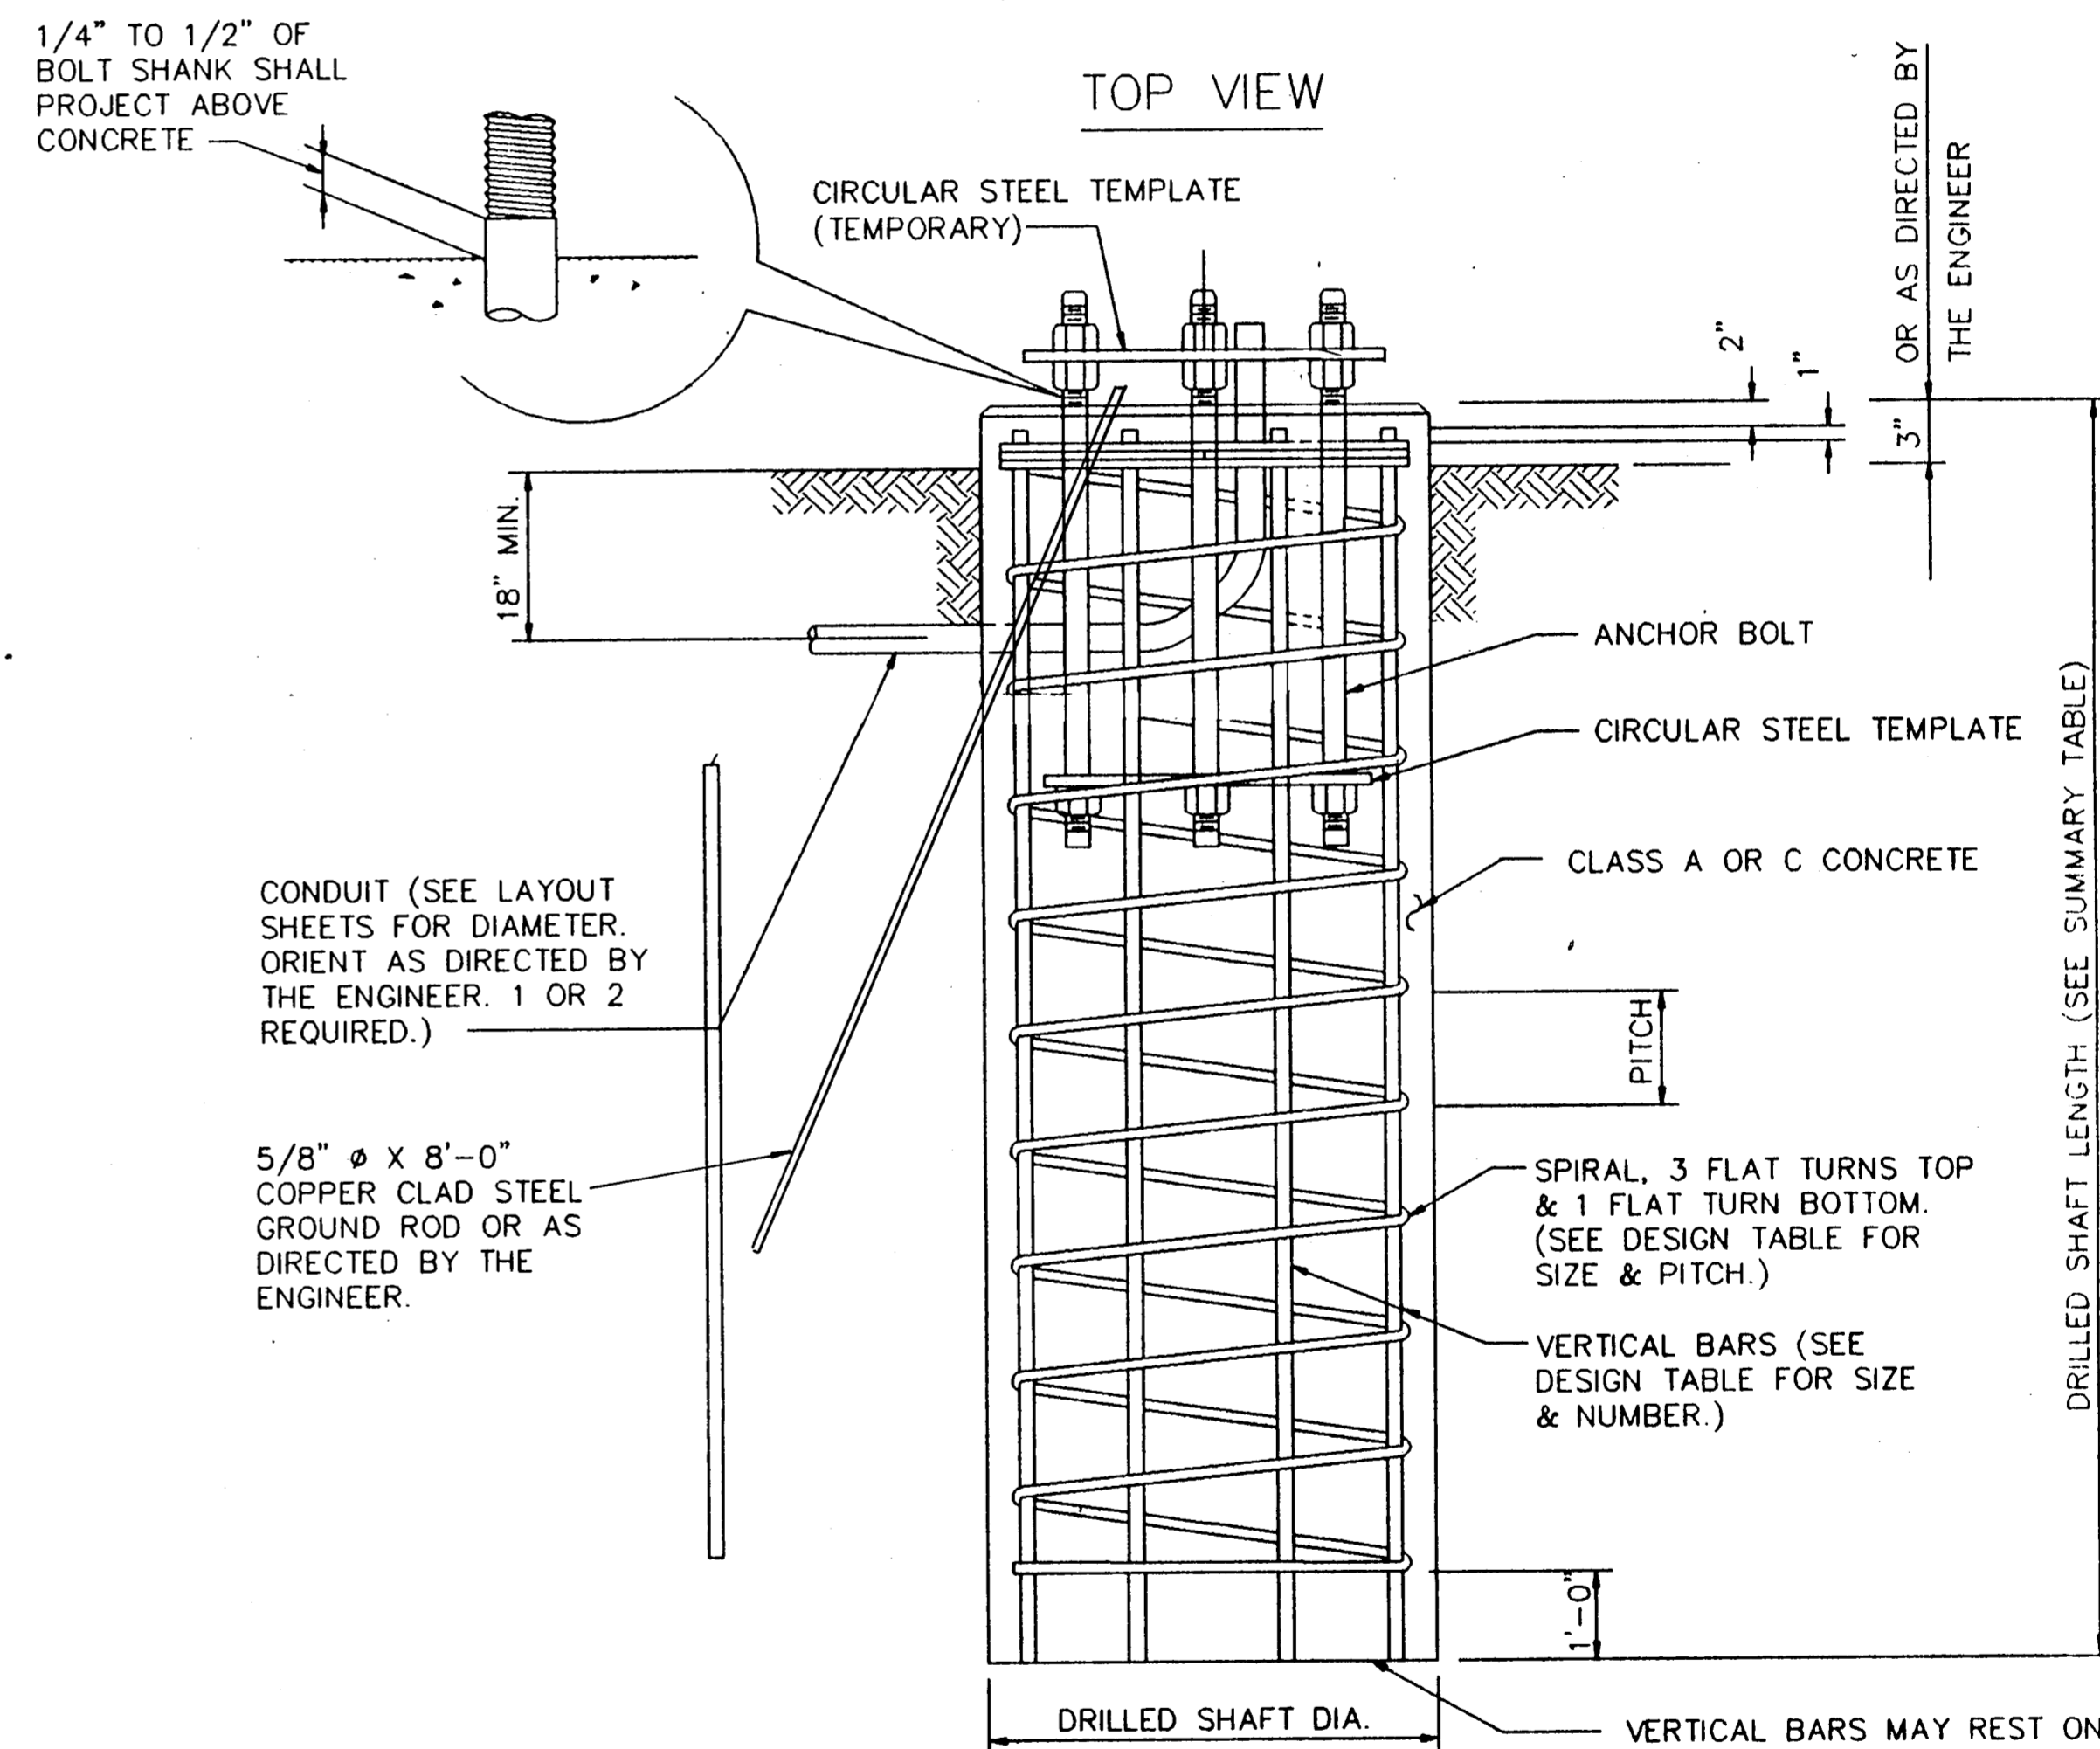 1/4" TO 1/2" OF
BOLT SHANK SHALL
PROJECT ABOVE
CONCRETE
TOP VIEW
CIRCULAR STEEL TEMPLATE
(TEMPORARY)
OR AS DIRECTED BY
THE ENGINEER
2"
1"
3"
18" MIN.
ANCHOR BOLT
CIRCULAR STEEL TEMPLATE
CLASS A OR C CONCRETE
CONDUIT (SEE LAYOUT
SHEETS FOR DIAMETER.
ORIENT AS DIRECTED BY
THE ENGINEER. 1 OR 2
REQUIRED.)
PITCH
DRILLED SHAFT LENGTH (SEE SUMMARY TABLE)
5/8" ø X 8'-0"
COPPER CLAD STEEL
GROUND ROD OR AS
DIRECTED BY THE
ENGINEER.
SPIRAL, 3 FLAT TURNS TOP
& 1 FLAT TURN BOTTOM.
(SEE DESIGN TABLE FOR
SIZE & PITCH.)
VERTICAL BARS (SEE
DESIGN TABLE FOR SIZE
& NUMBER.)
1'-0"
DRILLED SHAFT DIA.
VERTICAL BARS MAY REST ON